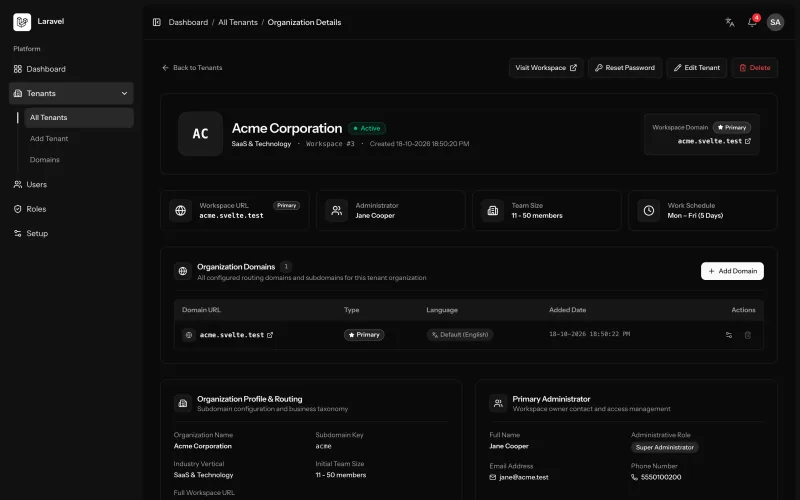 Laravel
Dashboard / All Tenants / Organization Details
4
SA
Platform
Dashboard
Tenants
All Tenants
Add Tenant
Domains
Users
Roles
Setup
Back to Tenants
Visit Workspace
Reset Password
Edit Tenant
Delete
AC
Acme Corporation
Active
SaaS & Technology • Workspace #3 • Created 18-10-2026 18:50:20 PM
Workspace Domain
Primary
acme.svelte.test
Workspace URL
Primary
acme.svelte.test
Administrator
Jane Cooper
Team Size
11 - 50 members
Work Schedule
Mon – Fri (5 Days)
Organization Domains 1
All configured routing domains and subdomains for this tenant organization
Add Domain
Domain URL Type Language Added Date Actions
acme.svelte.test Primary Default (English) 18-10-2026 18:50:22 PM
Organization Profile & Routing
Subdomain configuration and business taxonomy
Organization Name
Acme Corporation
Subdomain Key
acme
Industry Vertical
SaaS & Technology
Initial Team Size
11 - 50 members
Full Workspace URL
Primary Administrator
Workspace owner contact and access management
Full Name
Jane Cooper
Administrative Role
Super Administrator
Email Address
jane@acme.test
Phone Number
5550100200